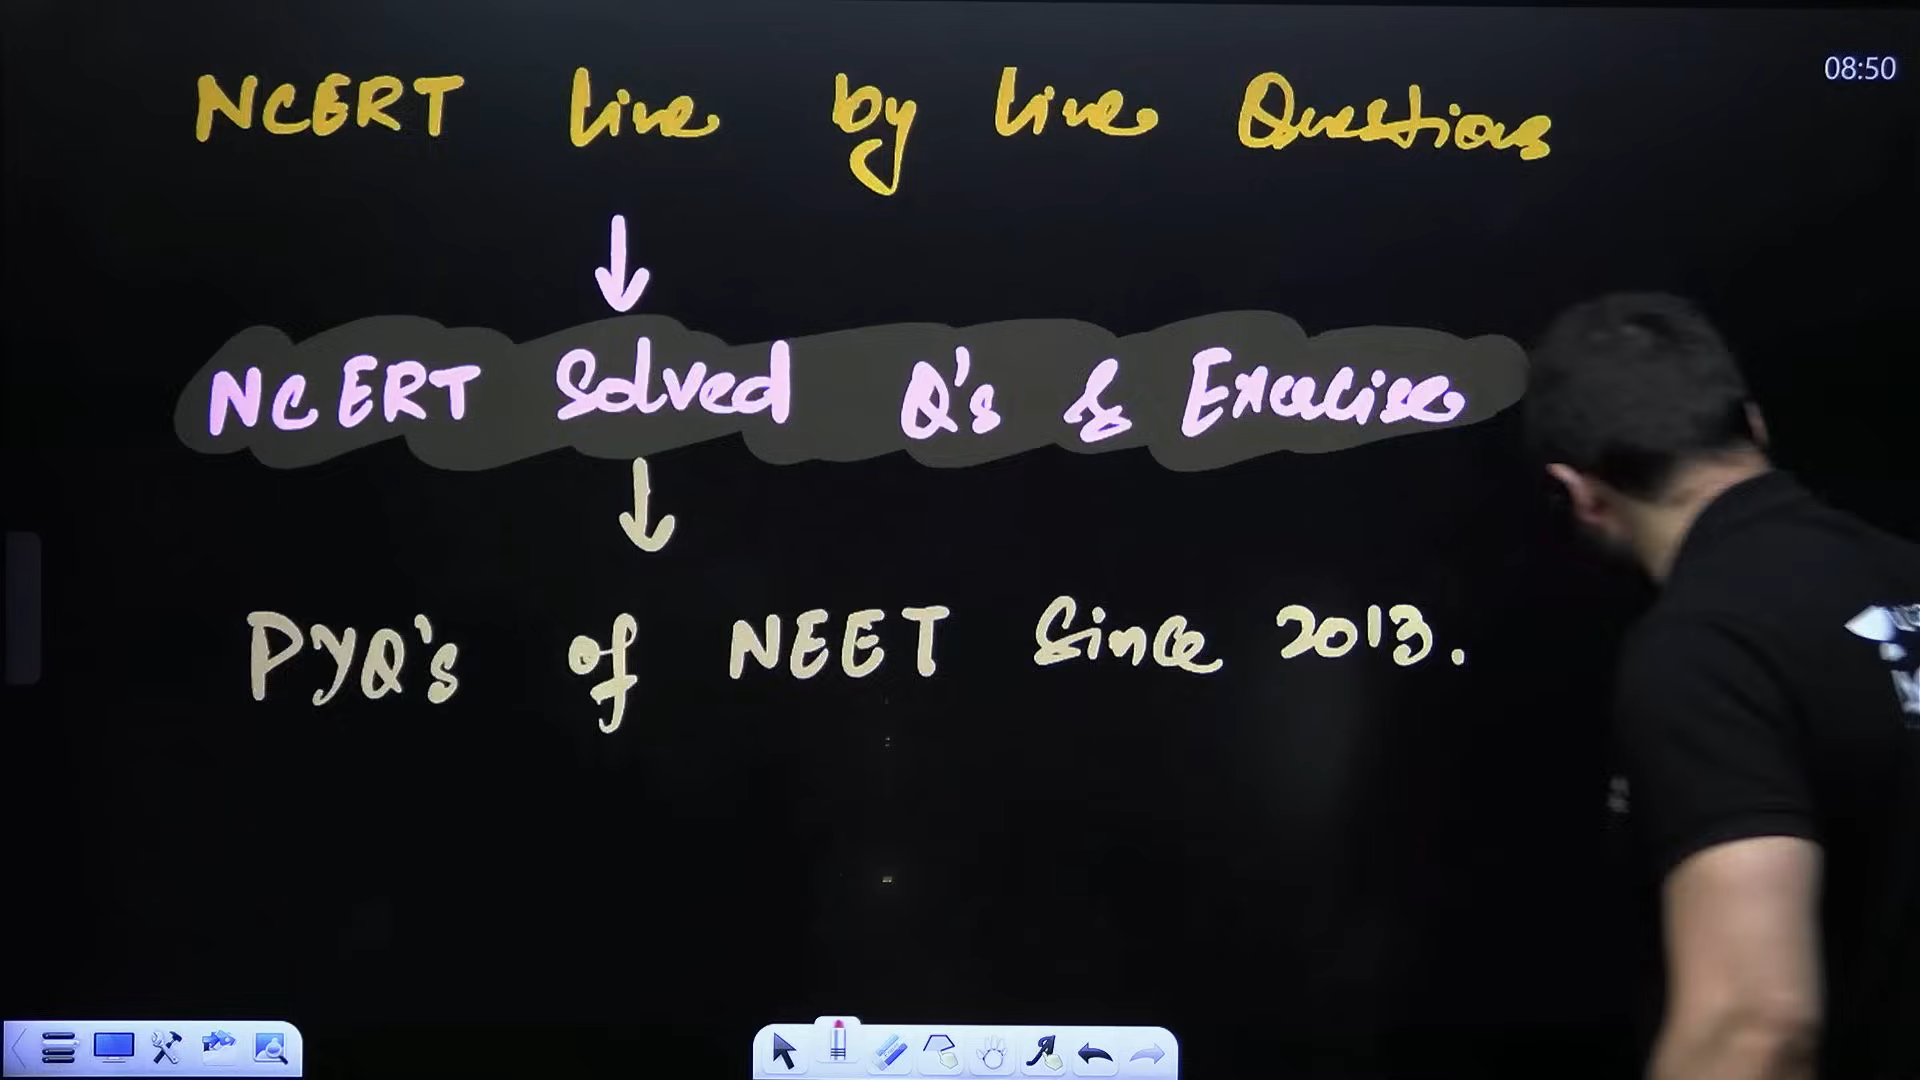 NCERT line by line Questions
08:50
NCERT Solved Q's & Exercise
PYQ's of NEET Since 2013.